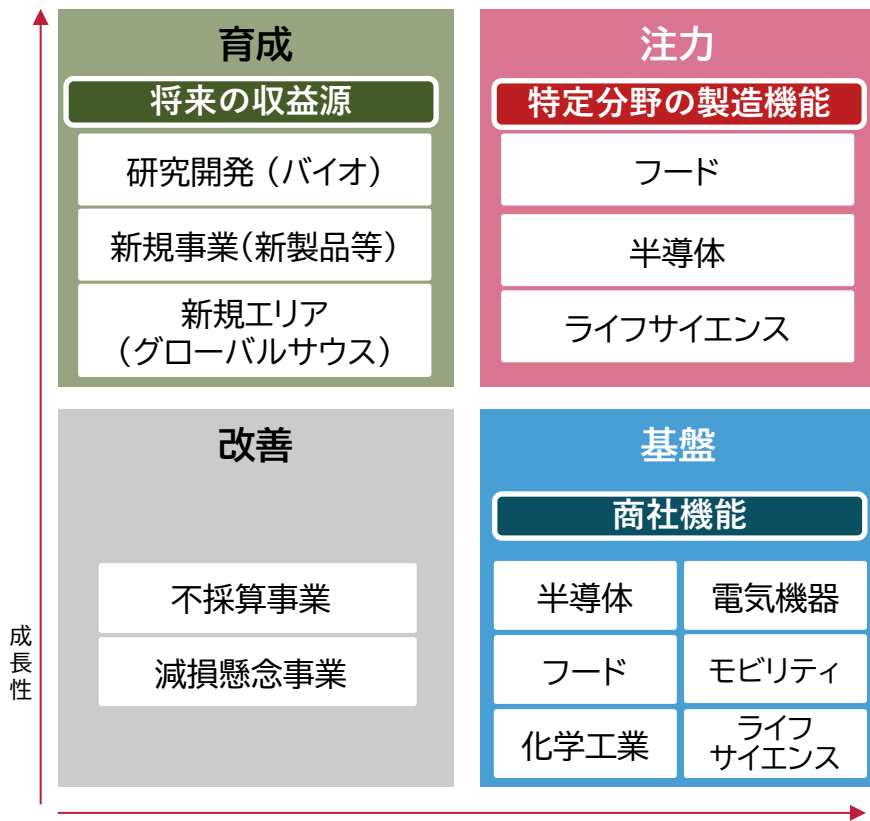 育成
将来の収益源
研究開発（バイオ）
新規事業（新製品等）
新規エリア
（グローバルサウス）
注力
特定分野の製造機能
フード
半導体
ライフサイエンス
改善
不採算事業
減損懸念事業
基盤
商社機能
半導体
電気機器
フード
モビリティ
化学工業
ライフ
サイエンス
成長性